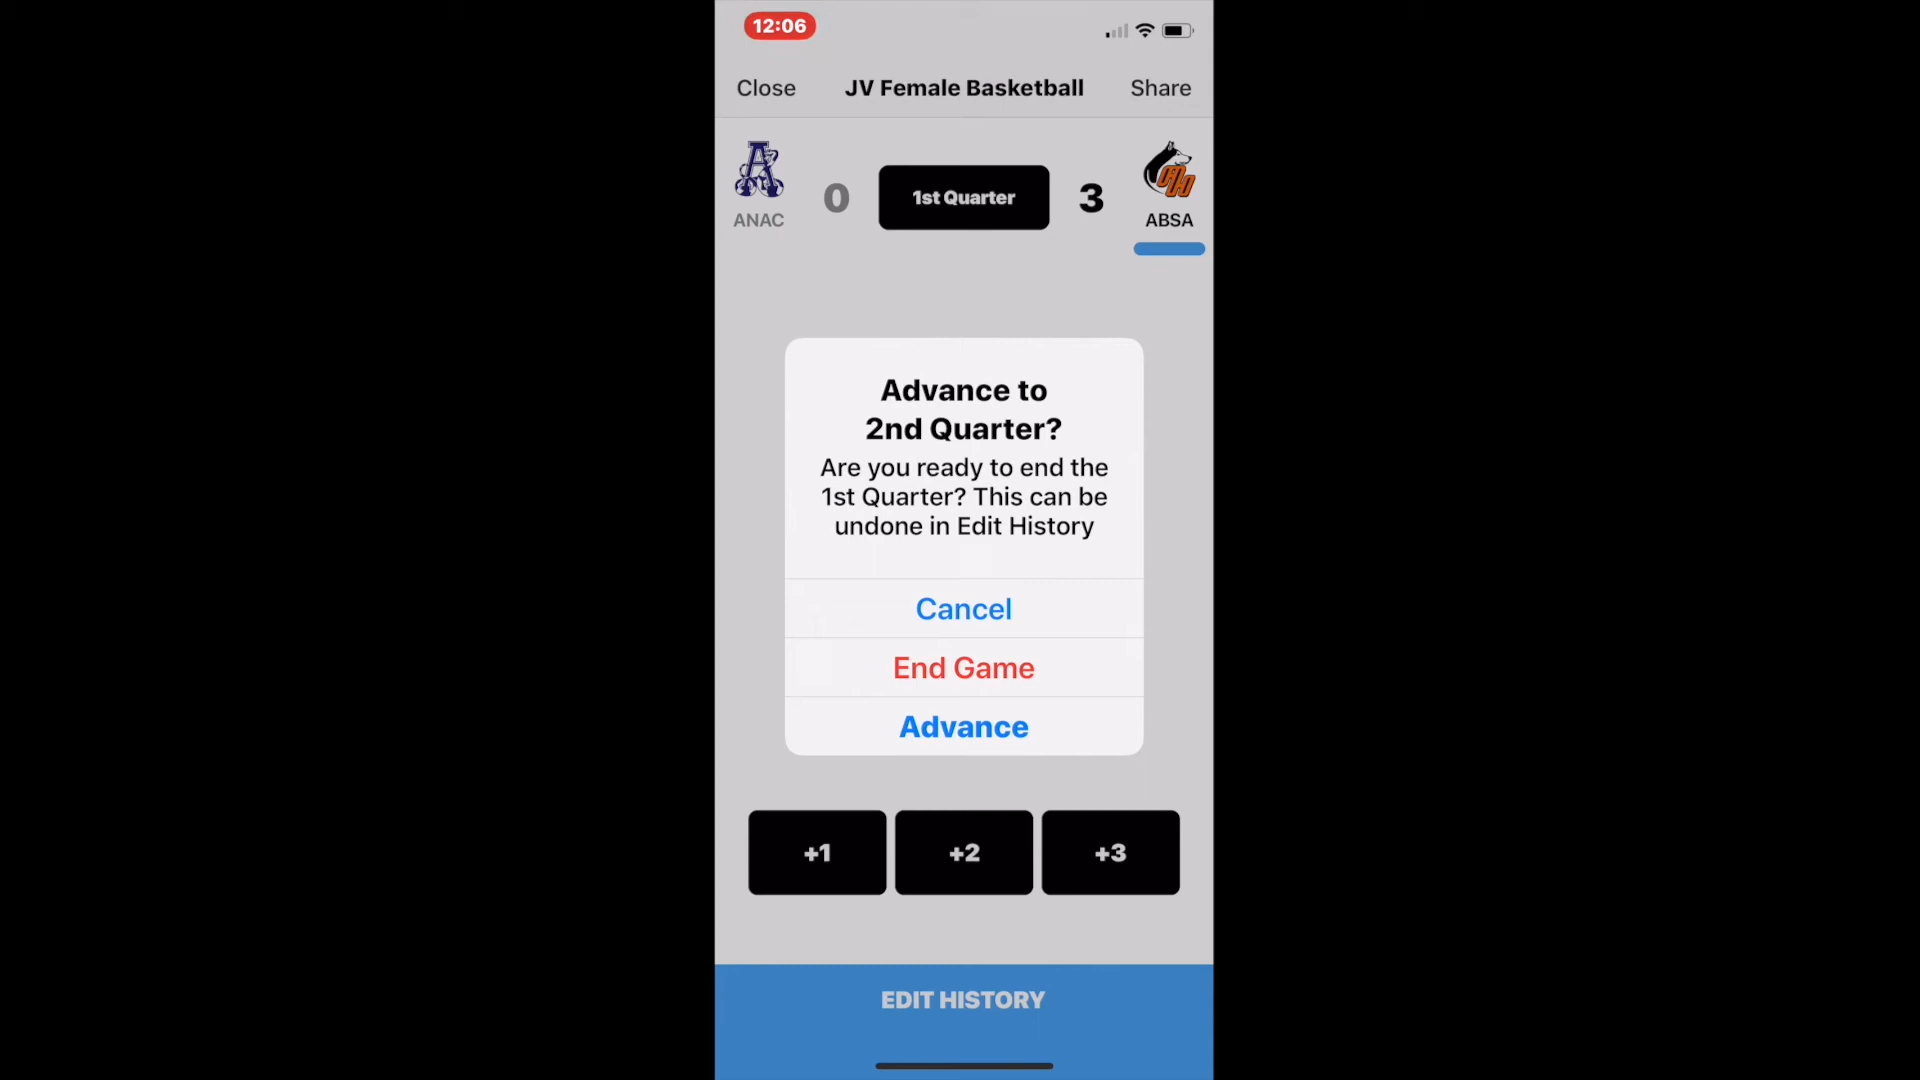 12:06
Close
JV Female Basketball
Share
A
ANAC
0
1st Quarter
3
ABSA
Advance to
2nd Quarter?
Are you ready to end the
1st Quarter? This can be
undone in Edit History
Cancel
End Game
Advance
+1
+2
+3
EDIT HISTORY